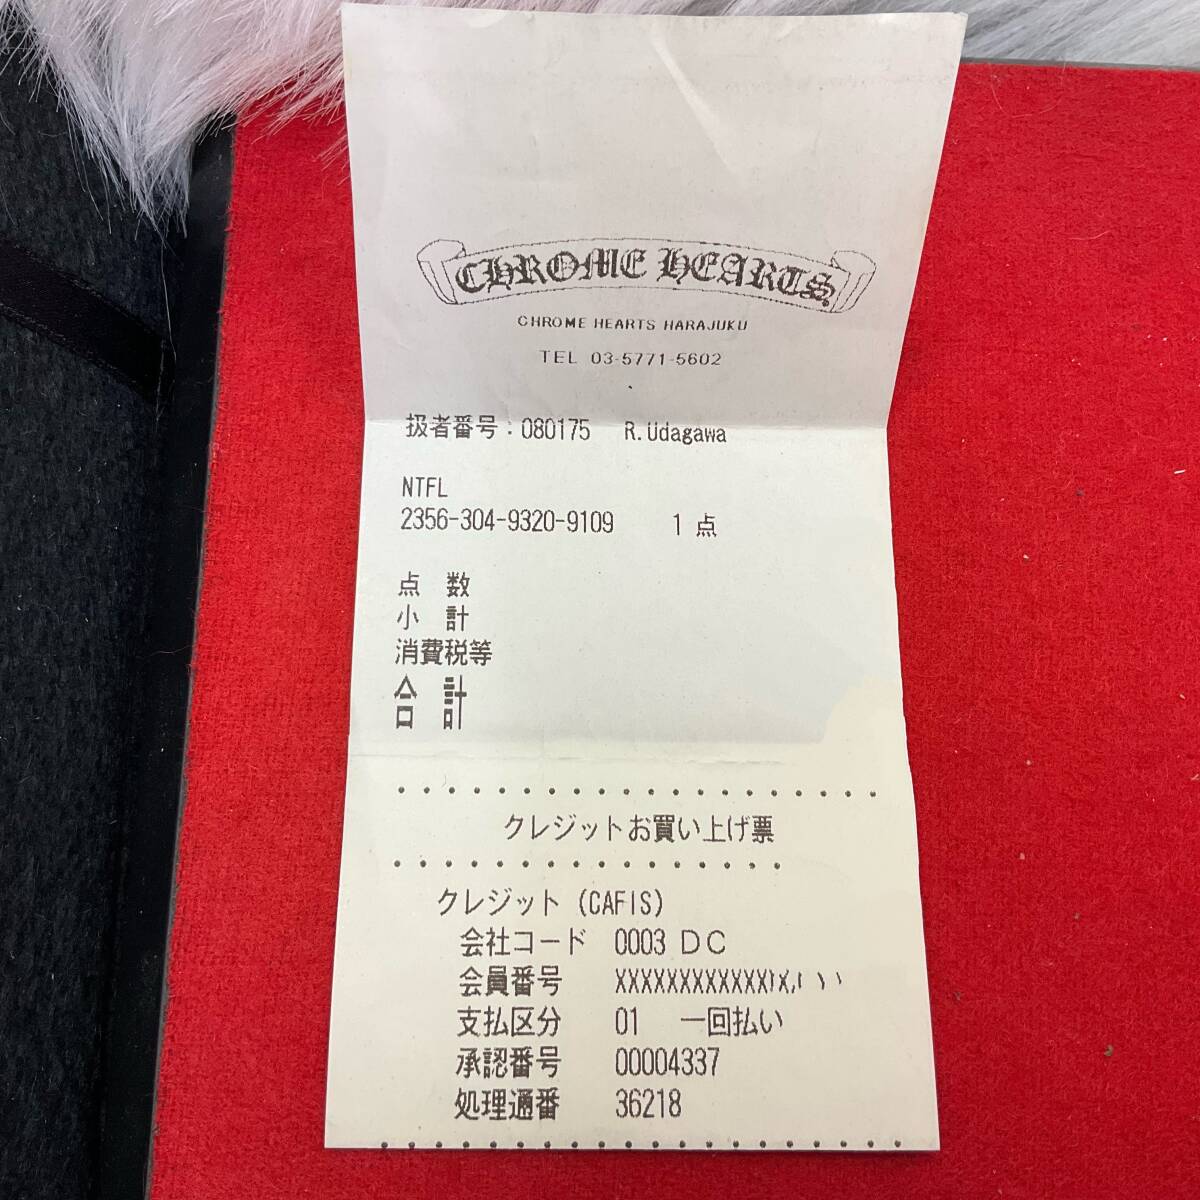 CHROME HEARTS
CHROME HEARTS HARAJUKU
TEL 03-5771-5602
扱者番号:080175 R.Udagawa
NTFL
2356-304-9320-9109 1点
点 数
小 計
消費税等
合 計
クレジットお買い上げ票
クレジット(CAFIS)
会社コード 0003 DC
会員番号 XXXXXXXXXXXX
支払区分 01 一回払い
承認番号 00004337
処理通番 36218